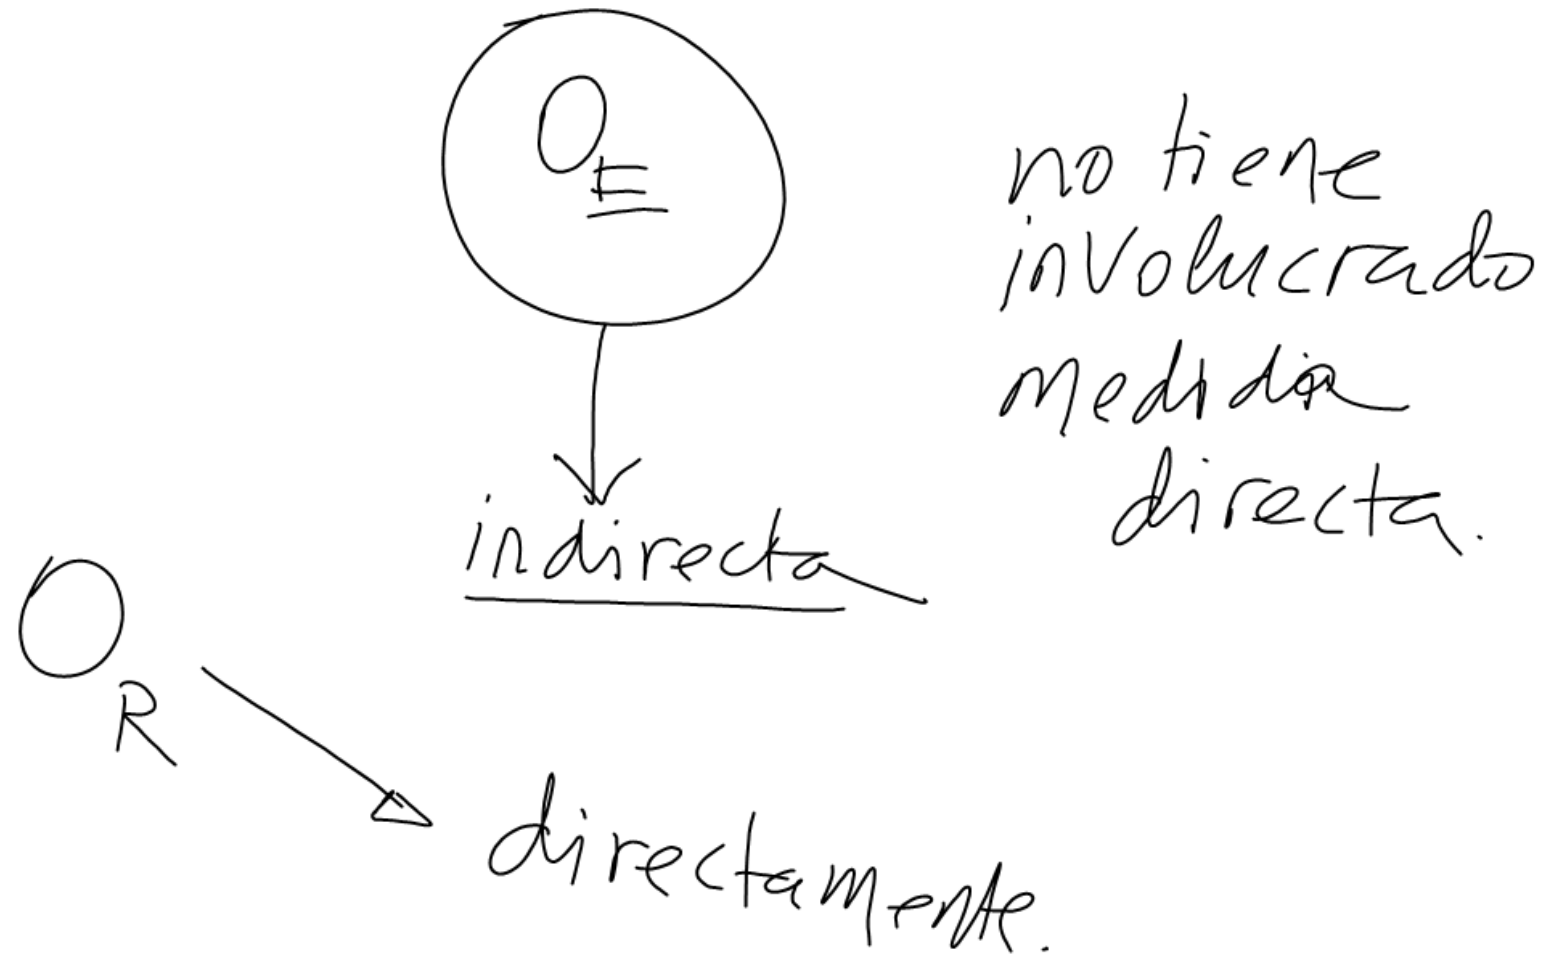 O_E
no tiene
involucrado
medida
directa.
indirecta
O_R
directamente.